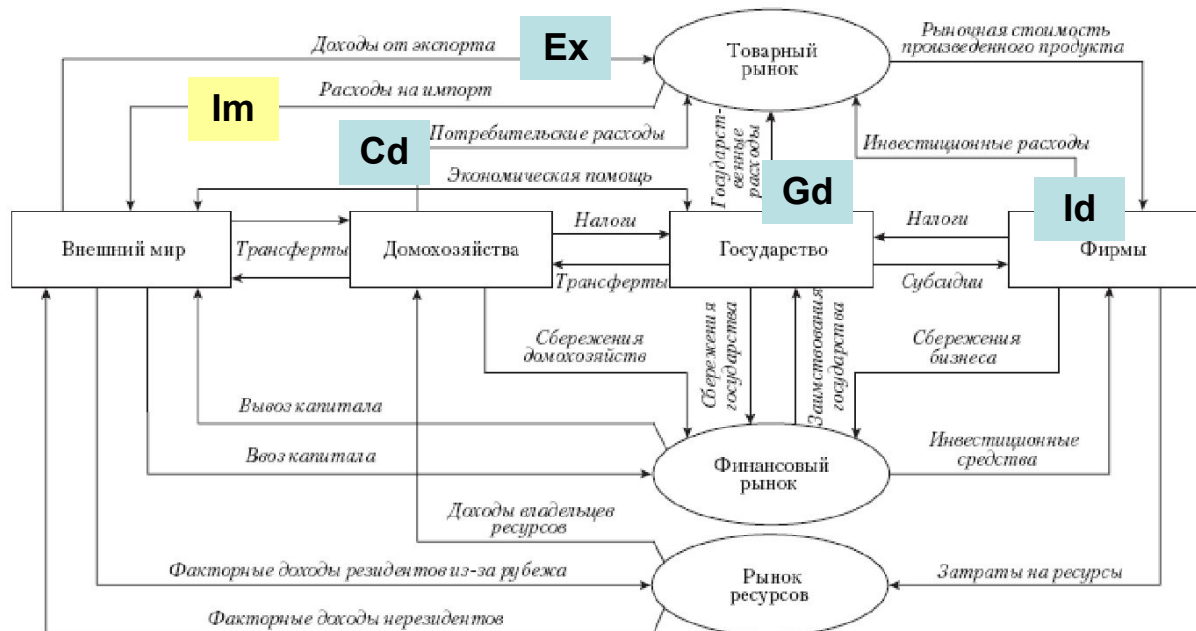 Доходы от экспорта
Ex
Товарный
рынок
Рыночная стоимость
произведенного продукта
Im
Расходы на импорт
Cd
Потребительские расходы
Государст-
венные
расходы
Инвестиционные расходы
Экономическая помощь
Gd
Id
Внешний мир
Трансферты
Домохозяйства
Налоги
Трансферты
Государство
Налоги
Субсидии
Фирмы
Сбережения
домохозяйств
Сбережения
государства
Заимствования
государства
Сбережения
бизнеса
Вывоз капитала
Ввоз капитала
Финансовый
рынок
Инвестиционные
средства
Доходы владельцев
ресурсов
Факторные доходы резидентов из-за рубежа
Рынок
ресурсов
Затраты на ресурсы
Факторные доходы нерезидентов